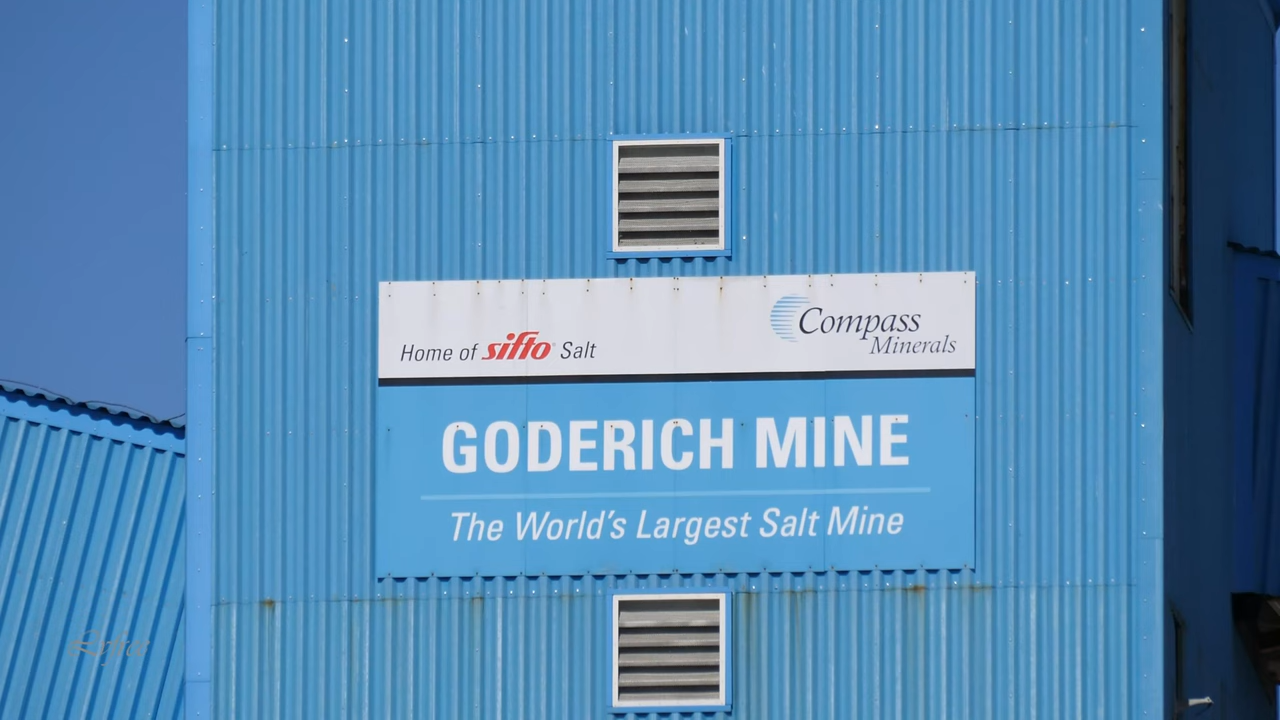 Home of sifto Salt
Compass
Minerals
GODERICH MINE
The World's Largest Salt Mine